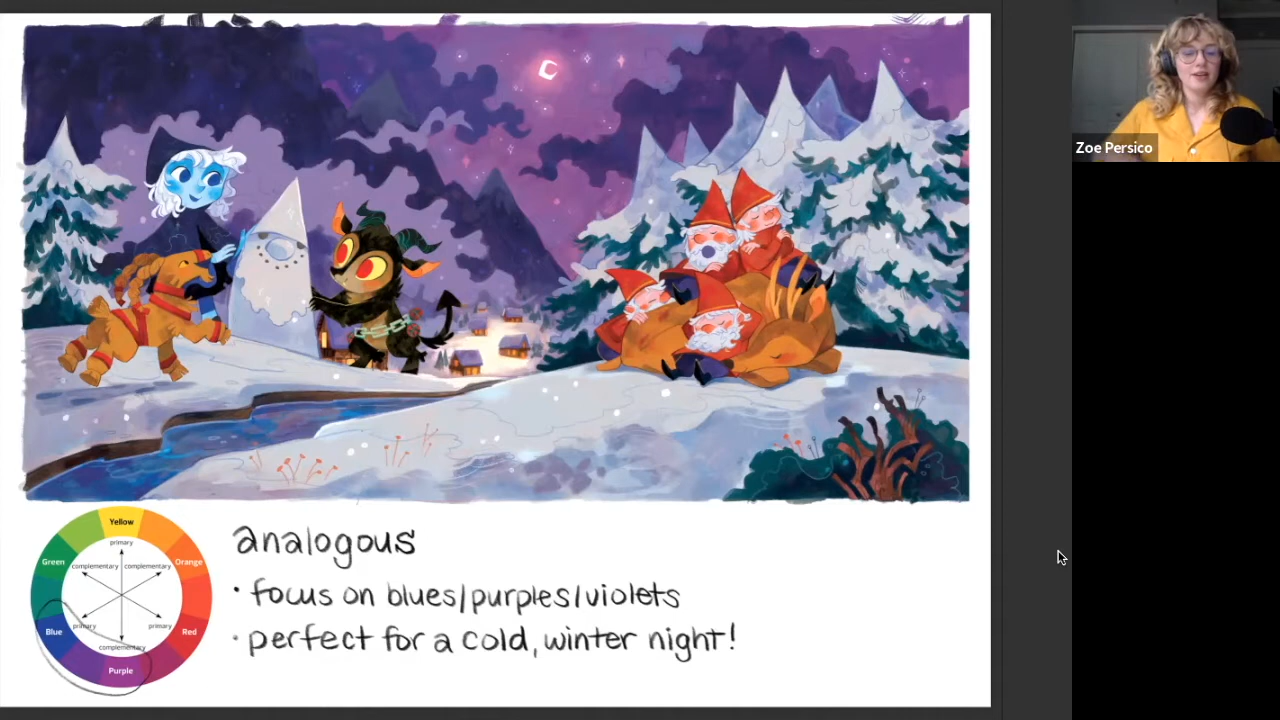 Zoe Persico
Yellow
primary
Green
Orange
complementary
complementary
Blue
primary
primary
Red
complementary
Purple
analogous
• focus on blues/purples/violets
• perfect for a cold, winter night!